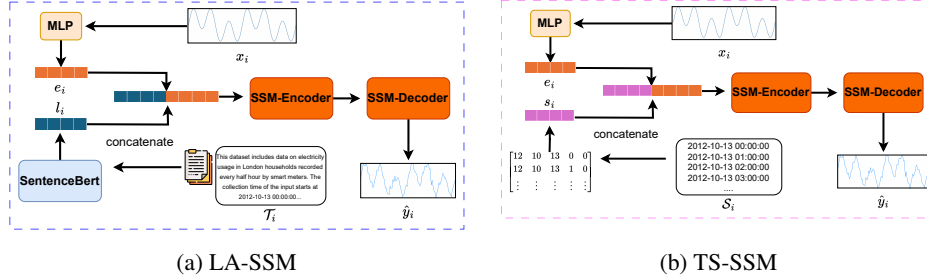 MLP
x_i
e_i
l_i
SSM-Encoder
SSM-Decoder
concatenate
SentenceBert
This dataset includes data on electricity
usage in London households recorded
every half hour by smart meters. The
collection time of the input starts at
2012-10-13 00:00:00...
𝒯_i
ŷ_i
(a) LA-SSM
MLP
x_i
e_i
s_i
SSM-Encoder
SSM-Decoder
concatenate
12 10 13 0 0
12 10 13 1 0
⋮ ⋮ ⋮ ⋮ ⋮
2012-10-13 00:00:00
2012-10-13 01:00:00
2012-10-13 02:00:00
2012-10-13 03:00:00
....
𝒮_i
ŷ_i
(b) TS-SSM